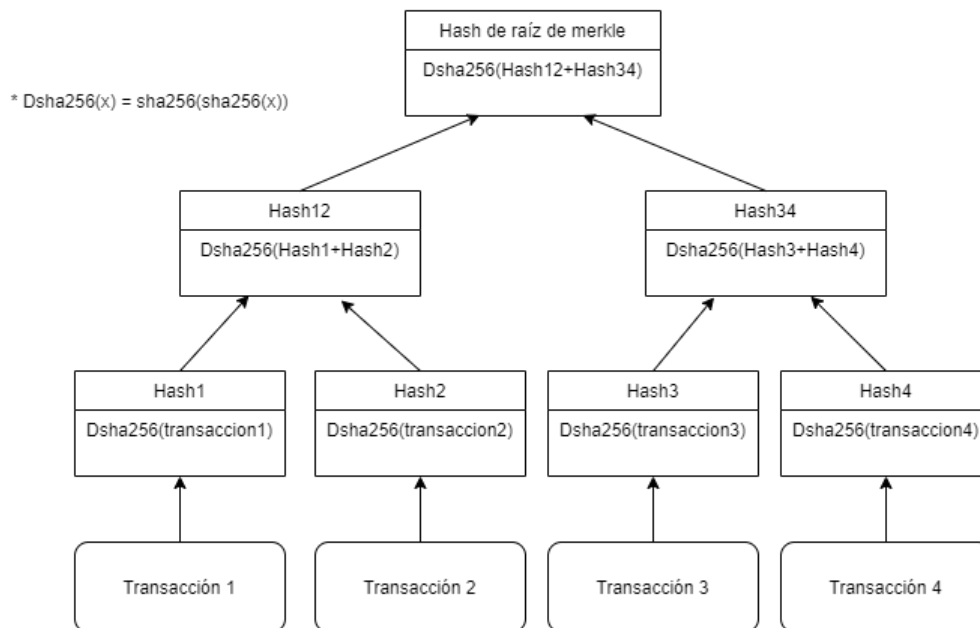 Hash de raíz de merkle
Dsha256(Hash12+Hash34)
* Dsha256(x) = sha256(sha256(x))
Hash12
Dsha256(Hash1+Hash2)
Hash34
Dsha256(Hash3+Hash4)
Hash1
Dsha256(transaccion1)
Hash2
Dsha256(transaccion2)
Hash3
Dsha256(transaccion3)
Hash4
Dsha256(transaccion4)
Transacción 1
Transacción 2
Transacción 3
Transacción 4